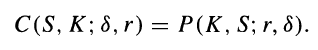 C(S, K; δ, r) = P(K, S; r, δ).